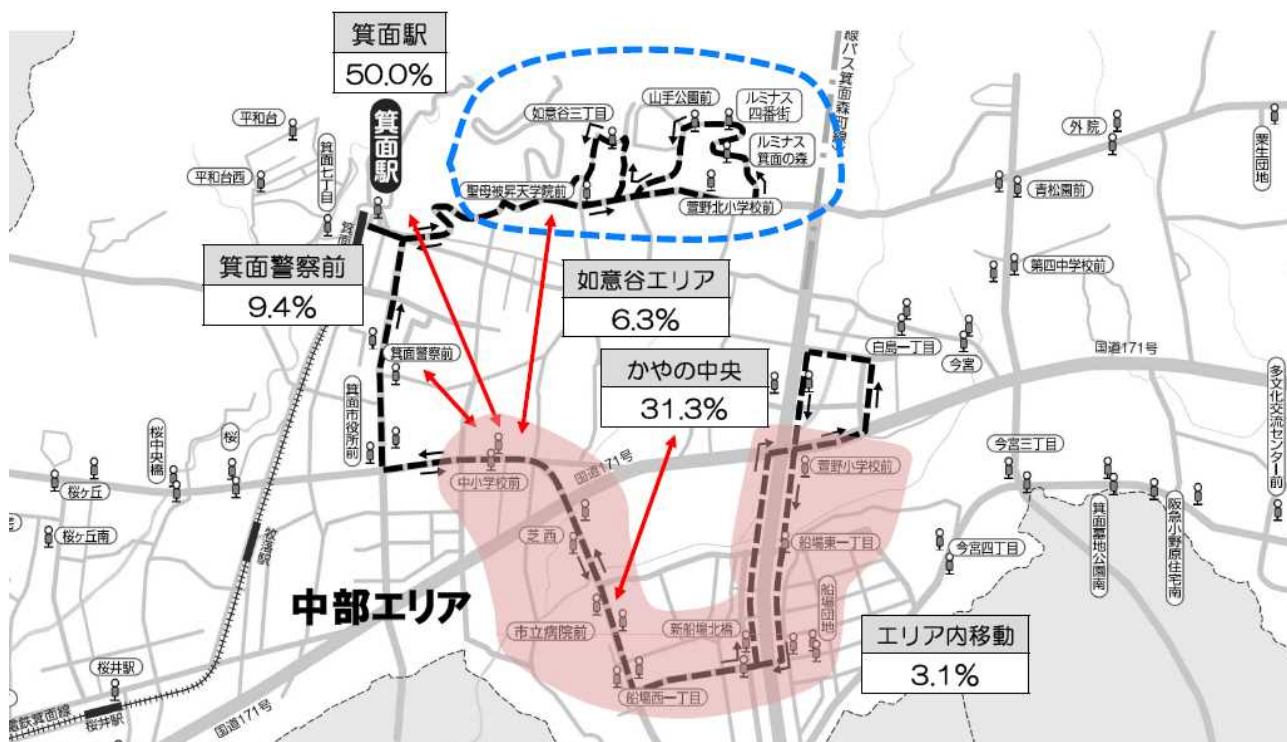 箕面駅
50.0%
線バス箕面森町線)
平和台
箕面駅
如意谷三丁目
山手公園前
ルミナス
四番街
ルミナス
箕面の森
外院
粟生団地
平和台西
箕面七丁目
聖母被昇天学院前
萱野北小学校前
青松園前
箕面警察前
9.4%
如意谷エリア
6.3%
第四中学校前
箕面警察前
かやの中央
31.3%
白島一丁目
今宮
国道171号
多文化交流センター前
箕面市役所前
桜中央橋
桜
桜ヶ丘
中小学校前
国道171号
萱野小学校前
今宮三丁目
桜ヶ丘南
牧落駅
芝西
船場東一丁目
今宮四丁目
箕面墓地公園南
阪急小野原住宅南
中部エリア
船場団地
市立病院前
新船場北橋
エリア内移動
3.1%
桜井駅
船場西一丁目
電鉄箕面線
桜井駅
国道171号